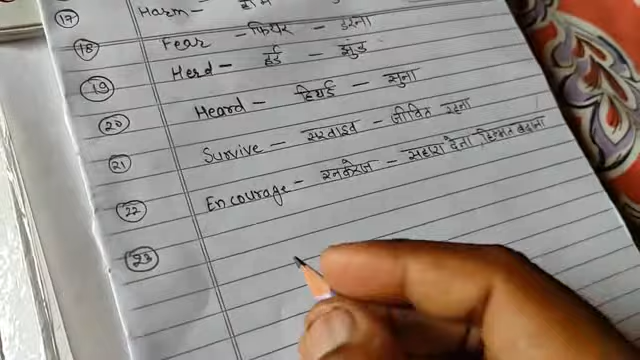 17 Harm -
18 Fear - फियर - डरना
19 Herd - हर्ड - झुंड
20 Heard - हियर्ड - सुना
21 Survive - सरवाइव - जीवित रहना
22 Encourage - एनकरेज - सहारा देना, हिम्मत बढ़ाना
23